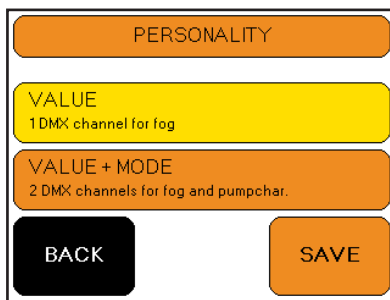 PERSONALITY
VALUE
1 DMX channel for fog
VALUE + MODE
2 DMX channels for fog and pumpchar.
BACK
SAVE